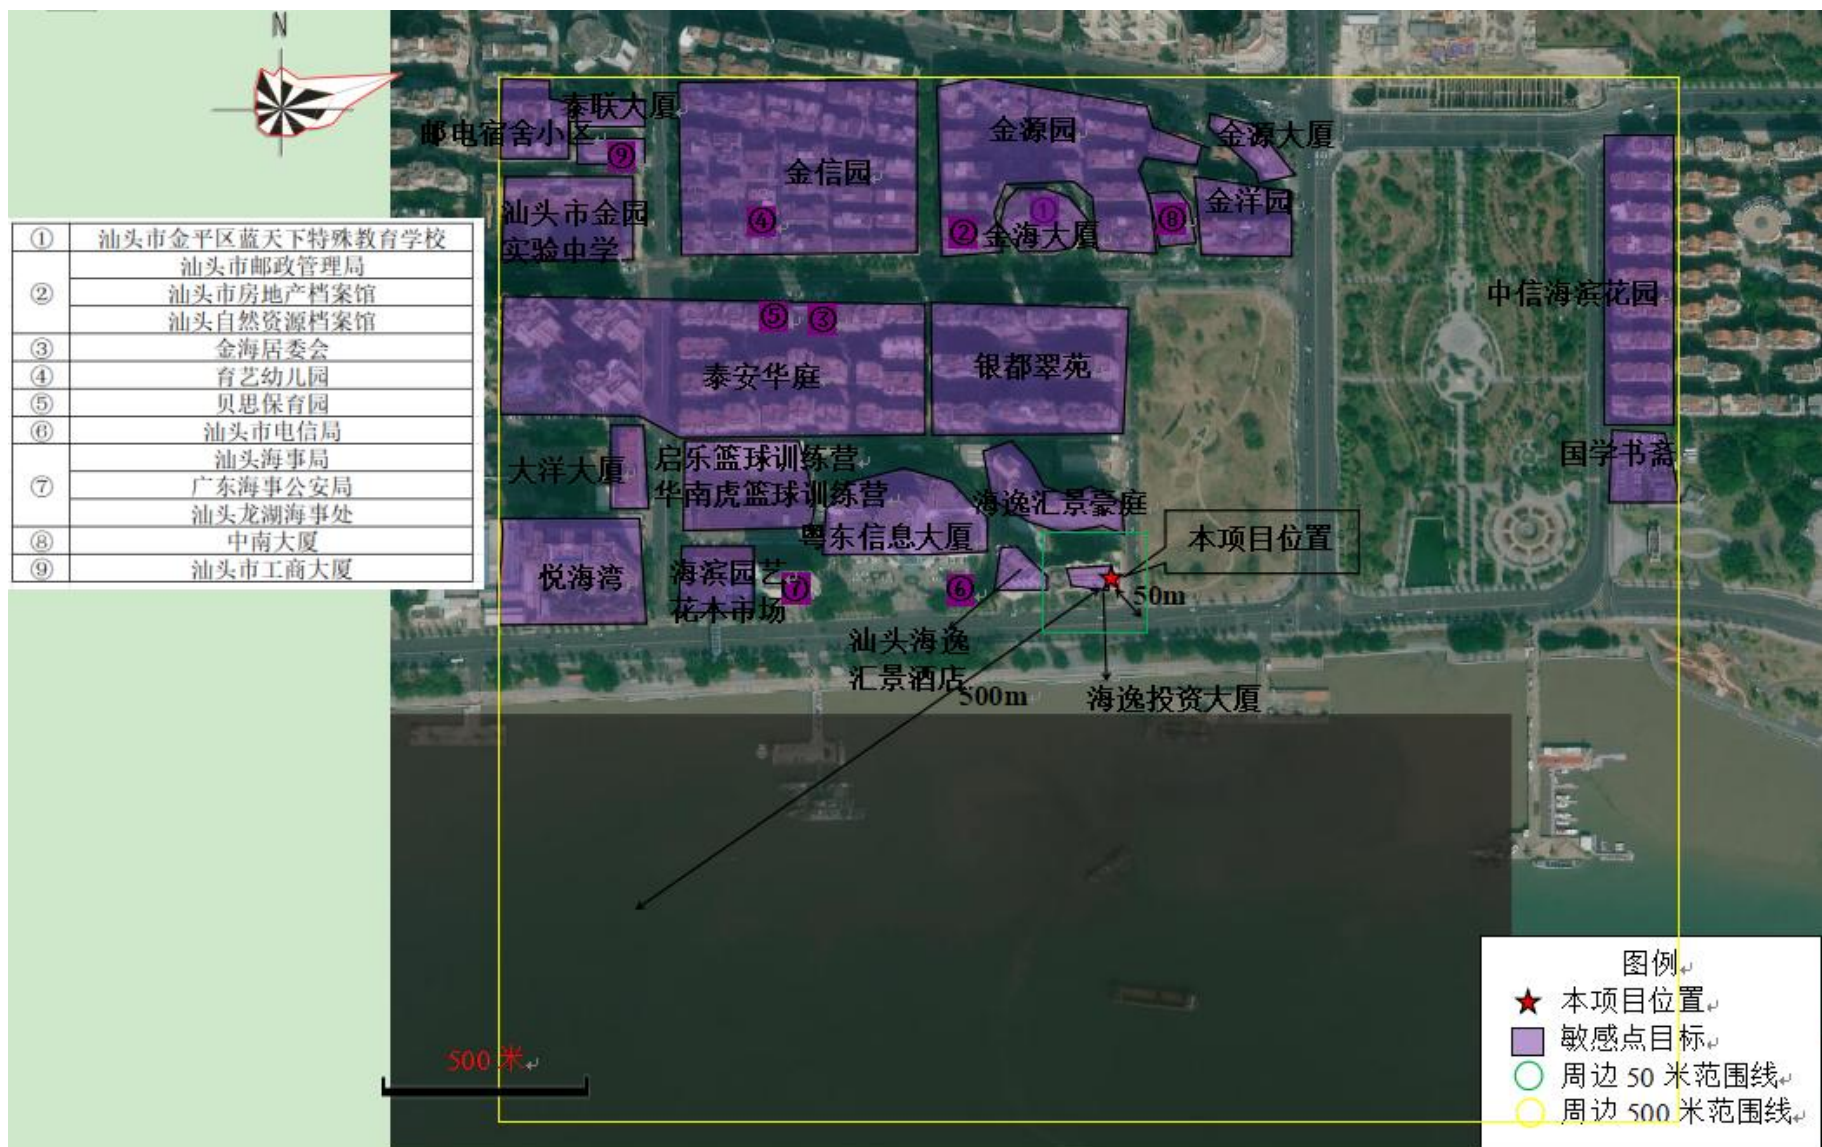 N
① 汕头市金平区蓝天下特殊教育学校
② 汕头市邮政管理局
汕头市房地产档案馆
汕头自然资源档案馆
③ 金海居委会
④ 育艺幼儿园
⑤ 贝思保育园
⑥ 汕头市电信局
⑦ 汕头海事局
广东海事公安局
汕头龙湖海事处
⑧ 中南大厦
⑨ 汕头市工商大厦
泰联大厦
邮电宿舍小区
⑨
金信园
金源园
金源大厦
汕头市金园
实验中学
④
②
①
金海大厦
⑧
金洋园
中信海滨花园
⑤
③
泰安华庭
银都翠苑
国学书斋
大洋大厦
启乐篮球训练营
华南虎篮球训练营
海逸汇景豪庭
粤东信息大厦
本项目位置
悦海湾
海滨园艺
花木市场
⑦
⑥
50m
汕头海逸
汇景酒店
500m
海逸投资大厦
500 米
图例
本项目位置
敏感点目标
周边 50 米范围线
周边 500 米范围线